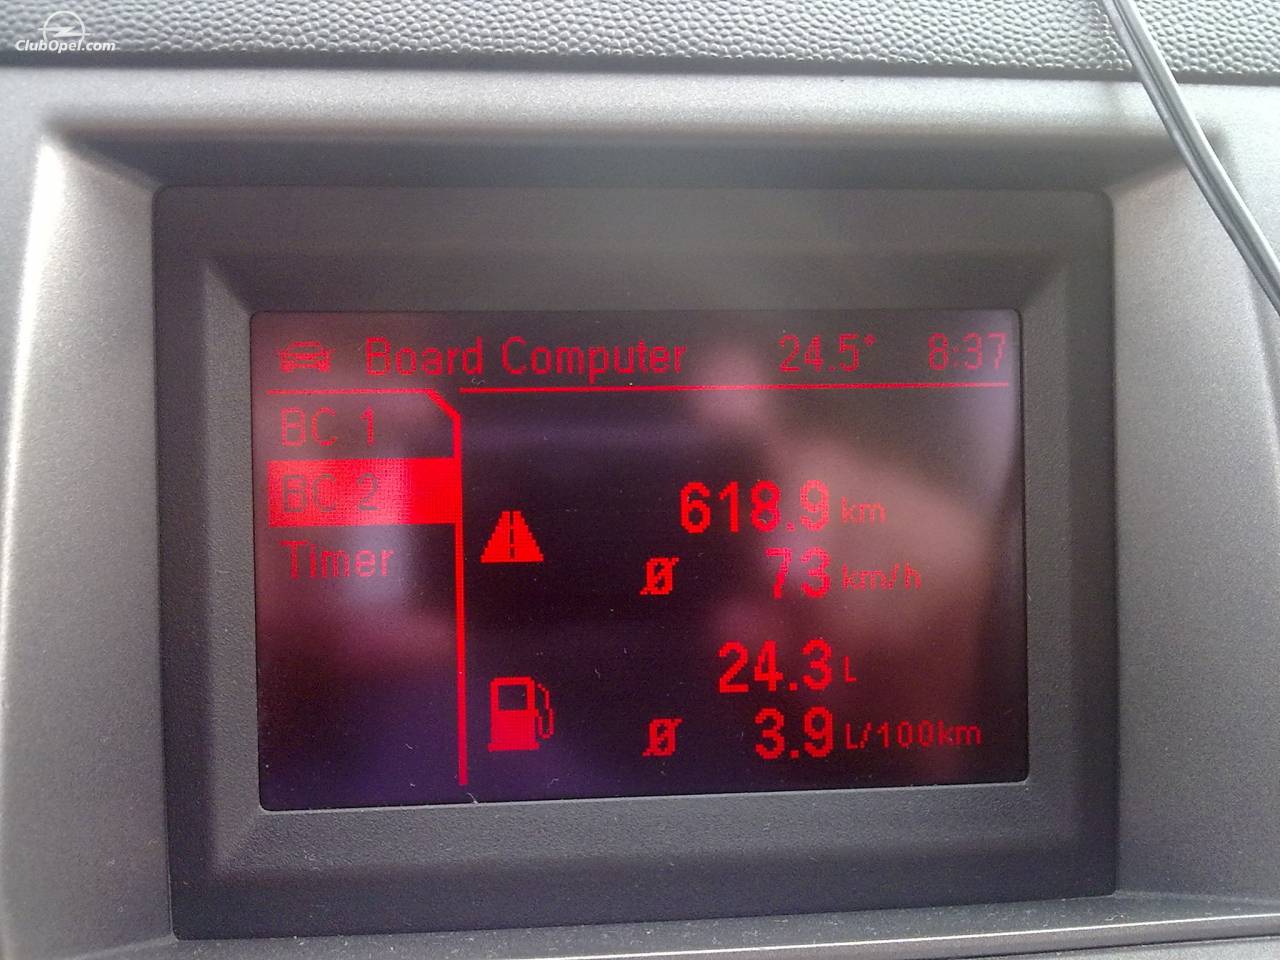 ClubOpel.com
Board Computer 24.5° 8:37
BC 1
BC 2
Timer
618.9 km
Ø 73 km/h
24.3 L
Ø 3.9 L/100km